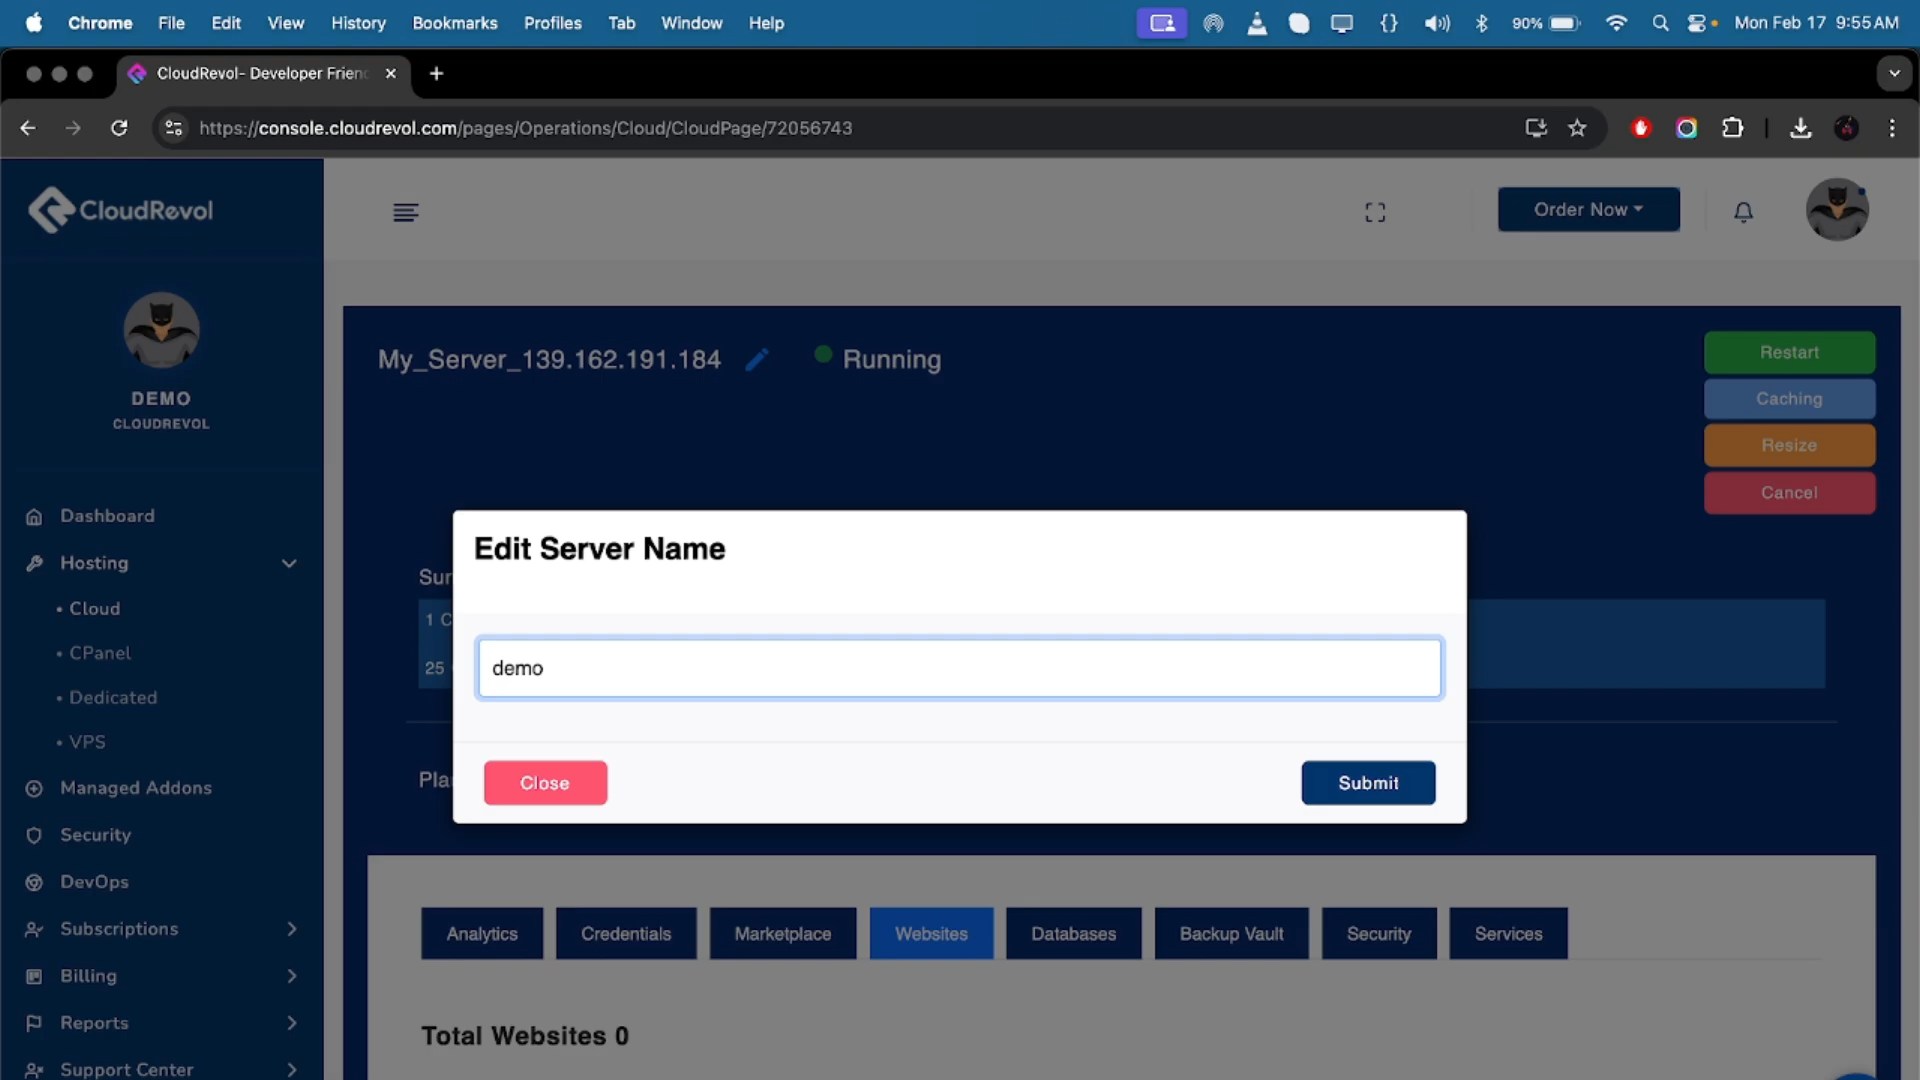 Chrome File Edit View History Bookmarks Profiles Tab Window Help 90% Mon Feb 17 9:55 AM
CloudRevol- Developer Frien
https://console.cloudrevol.com/pages/Operations/Cloud/CloudPage/72056743
CloudRevol
Order Now
DEMO
CLOUDREVOL
Dashboard
Hosting
• Cloud
• CPanel
• Dedicated
• VPS
Managed Addons
Security
DevOps
Subscriptions
Billing
Reports
Support Center
My_Server_139.162.191.184 Running
Restart
Caching
Resize
Cancel
1 C
25
Edit Server Name
demo
Close Submit
Analytics Credentials Marketplace Websites Databases Backup Vault Security Services
Total Websites 0